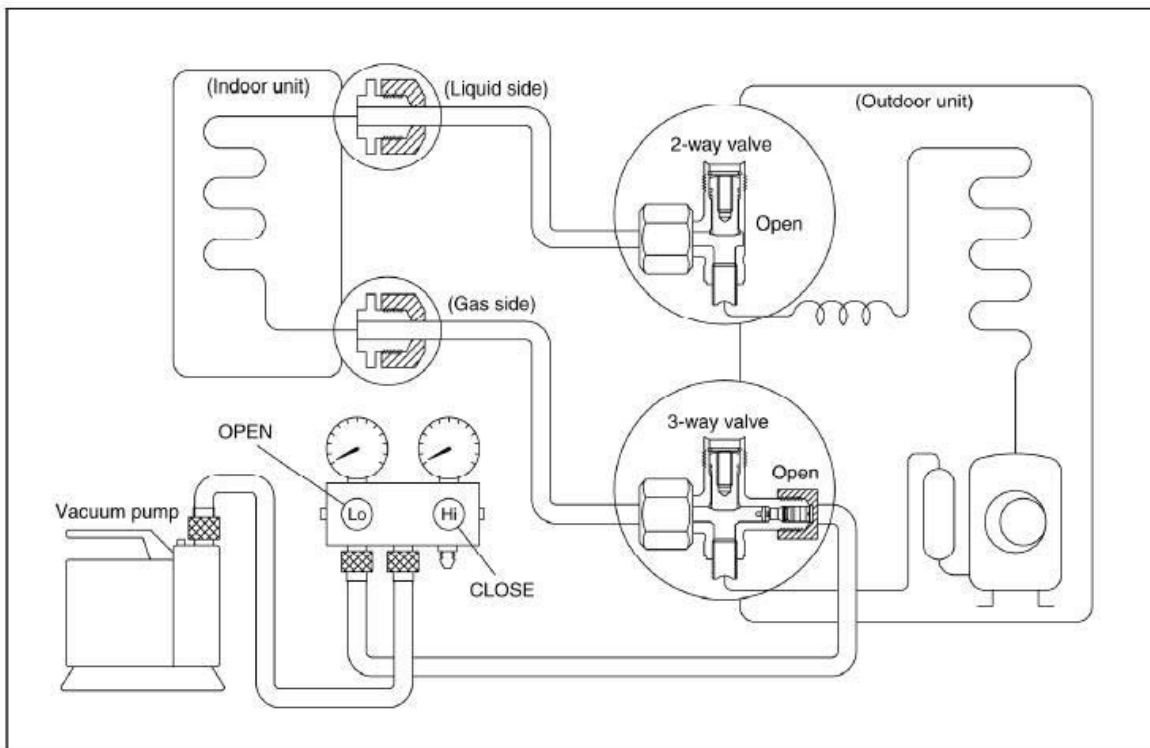 (Indoor unit)
(Liquid side)
(Outdoor unit)
2-way valve
Open
(Gas side)
3-way valve
Open
OPEN
Vacuum pump
Lo
Hi
CLOSE